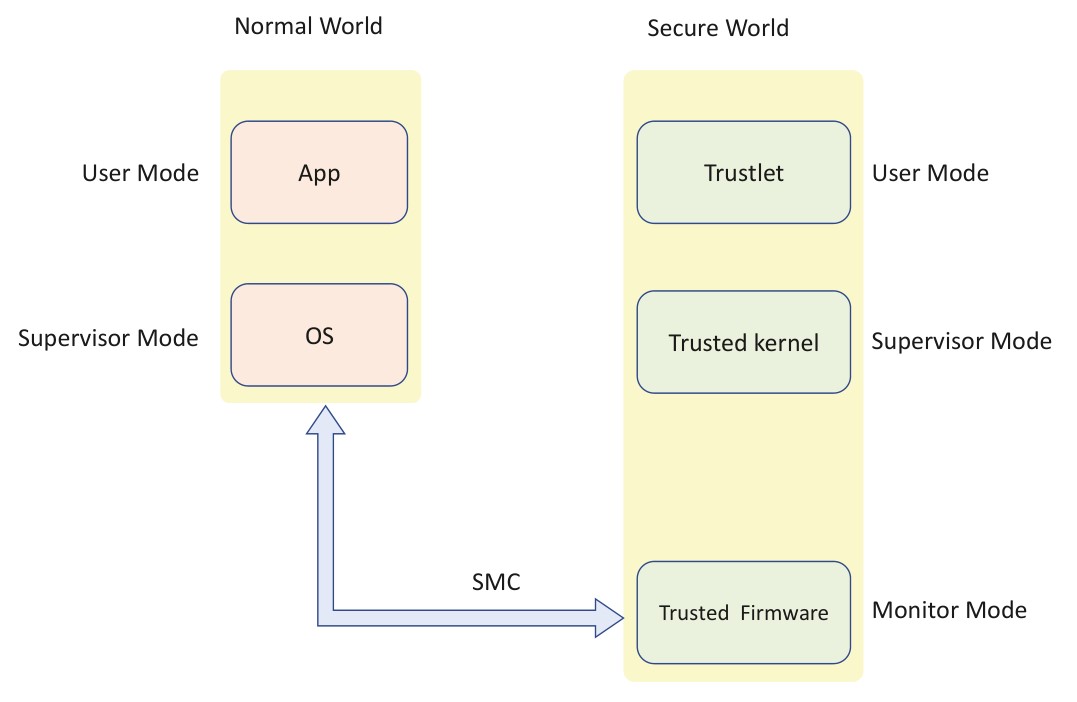 Normal World
Secure World
User Mode
App
Trustlet
User Mode
Supervisor Mode
OS
Trusted kernel
Supervisor Mode
SMC
Trusted Firmware
Monitor Mode